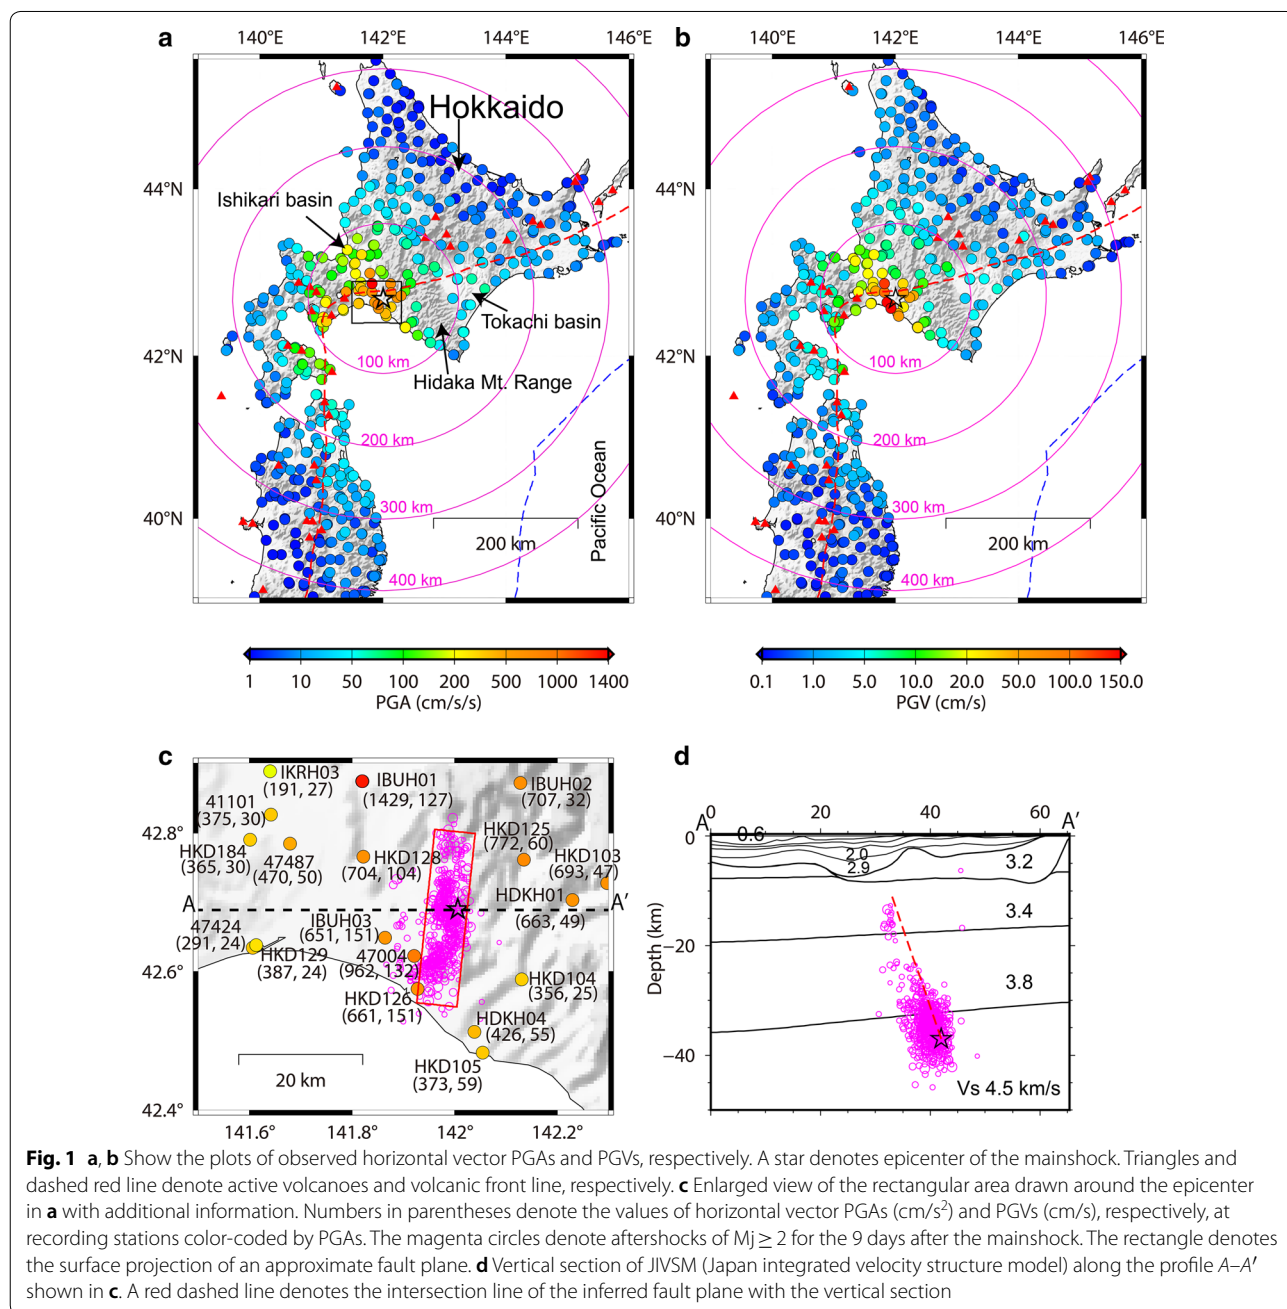 a
140°E 142°E 144°E 146°E
44°N
42°N
40°N
Hokkaido
Ishikari basin
Tokachi basin
Hidaka Mt. Range
100 km
200 km
300 km
400 km
200 km
Pacific Ocean
1 10 50 100 200 500 1000 1400
PGA (cm/s/s)
b
140°E 142°E 144°E 146°E
100 km
200 km
300 km
400 km
200 km
0.1 1.0 5.0 10.0 20.0 50.0 100.0 150.0
PGV (cm/s)
c
IKRH03
(191, 27)
IBUH01
(1429, 127)
IBUH02
(707, 32)
41101
(375, 30)
HKD184
(365, 30)
47487
(470, 50)
HKD128
(704, 104)
HKD125
(772, 60)
HKD103
(693, 47)
HDKH01
(663, 49)
A
A′
47424
(291, 24)
HKD129
(387, 24)
IBUH03
(651, 151)
47004
(962, 132)
HKD126
(661, 151)
HKD104
(356, 25)
HDKH04
(426, 55)
HKD105
(373, 59)
20 km
42.8°
42.6°
42.4°
141.6° 141.8° 142° 142.2°
d
A
A′
0 20 40 60
0
−20
−40
Depth (km)
0.6
2.0
2.9
3.2
3.4
3.8
Vs 4.5 km/s
Fig. 1 a, b Show the plots of observed horizontal vector PGAs and PGVs, respectively. A star denotes epicenter of the mainshock. Triangles and
dashed red line denote active volcanoes and volcanic front line, respectively. c Enlarged view of the rectangular area drawn around the epicenter
in a with additional information. Numbers in parentheses denote the values of horizontal vector PGAs (cm/s²) and PGVs (cm/s), respectively, at
recording stations color-coded by PGAs. The magenta circles denote aftershocks of Mj ≥ 2 for the 9 days after the mainshock. The rectangle denotes
the surface projection of an approximate fault plane. d Vertical section of JIVSM (Japan integrated velocity structure model) along the profile A–A′
shown in c. A red dashed line denotes the intersection line of the inferred fault plane with the vertical section